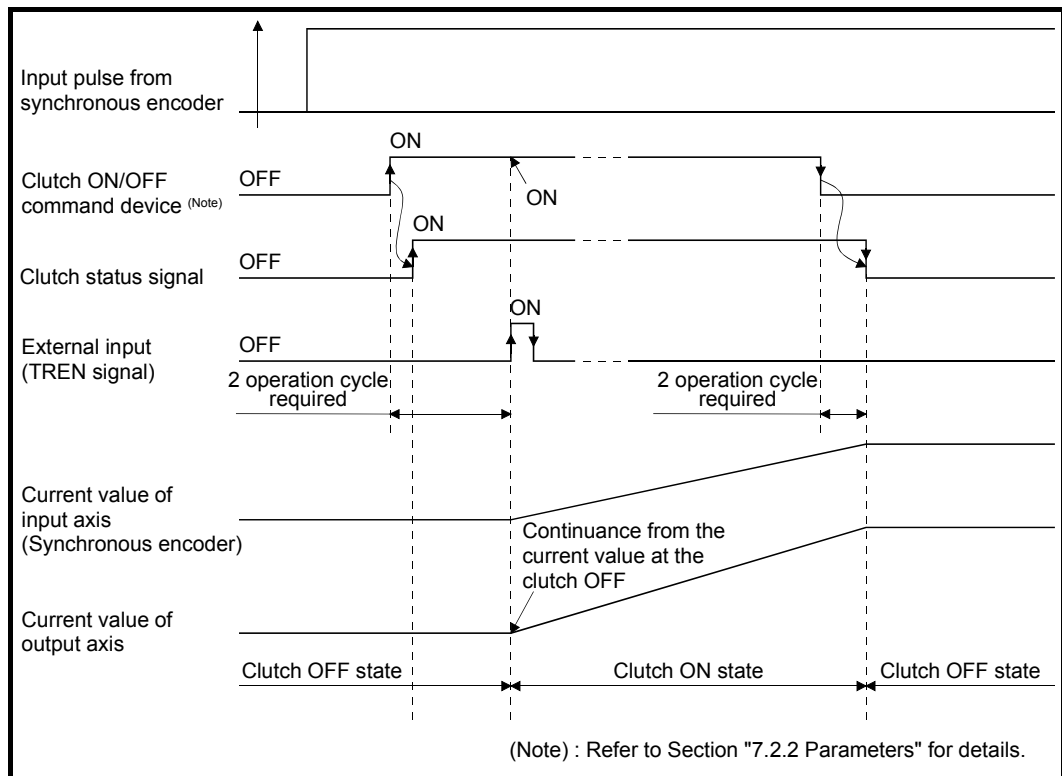 Input pulse from
synchronous encoder
ON
Clutch ON/OFF
command device (Note)
OFF
ON
ON
Clutch status signal
OFF
ON
External input
(TREN signal)
OFF
2 operation cycle
required
2 operation cycle
required
Current value of
input axis
(Synchronous encoder)
Continuance from the
current value at the
clutch OFF
Current value of
output axis
Clutch OFF state
Clutch ON state
Clutch OFF state
(Note) : Refer to Section "7.2.2 Parameters" for details.